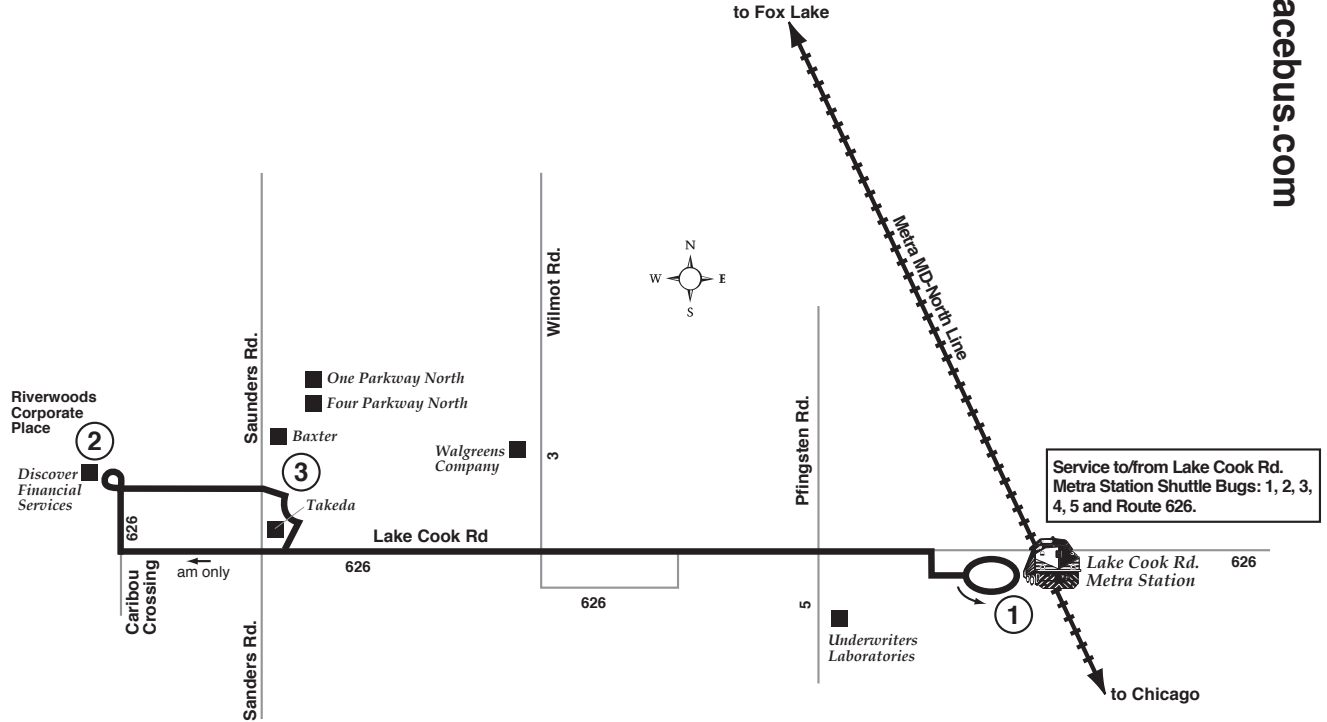 to Fox Lake
acebus.com
Metra MD-North Line
N
W
E
S
Wilmot Rd.
Saunders Rd.
One Parkway North
Four Parkway North
Riverwoods
Corporate
Place
2
Baxter
3
Walgreens
Company
3
Pfingsten Rd.
Discover
Financial
Services
Takeda
Service to/from Lake Cook Rd.
Metra Station Shuttle Bugs: 1, 2, 3,
4, 5 and Route 626.
626
Lake Cook Rd
am only
626
Caribou
Crossing
626
5
1
Lake Cook Rd.
Metra Station
626
Underwriters
Laboratories
Sanders Rd.
to Chicago